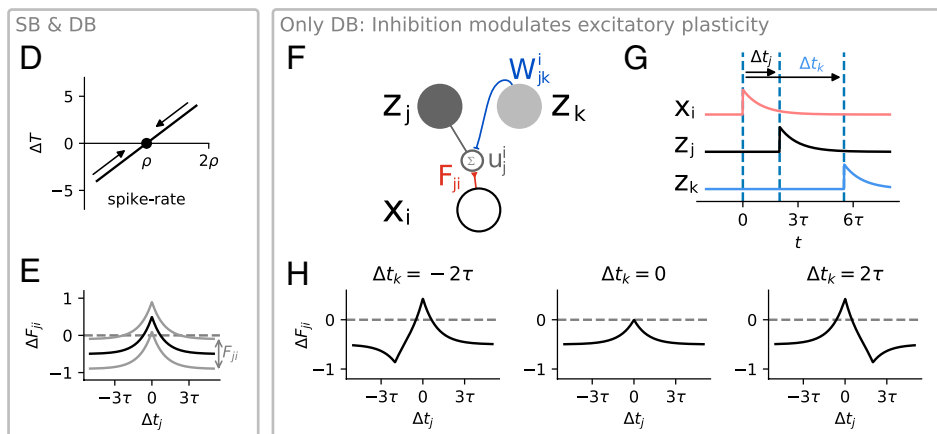 SB & DB
D
5
0
−5
ΔT
ρ
2ρ
spike-rate
E
1
0
−1
ΔF_ji
F_ji
−3τ 0 3τ
Δt_j
Only DB: Inhibition modulates excitatory plasticity
F
W^i_jk
z_j
z_k
Σ
u^i_j
F_ji
x_i
G
Δt_j
Δt_k
x_i
z_j
z_k
0 3τ 6τ
t
H
Δt_k = −2τ
Δt_k = 0
Δt_k = 2τ
ΔF_ji
0
−1
−3τ 0 3τ
Δt_j
0
−1
−3τ 0 3τ
Δt_j
0
−1
−3τ 0 3τ
Δt_j